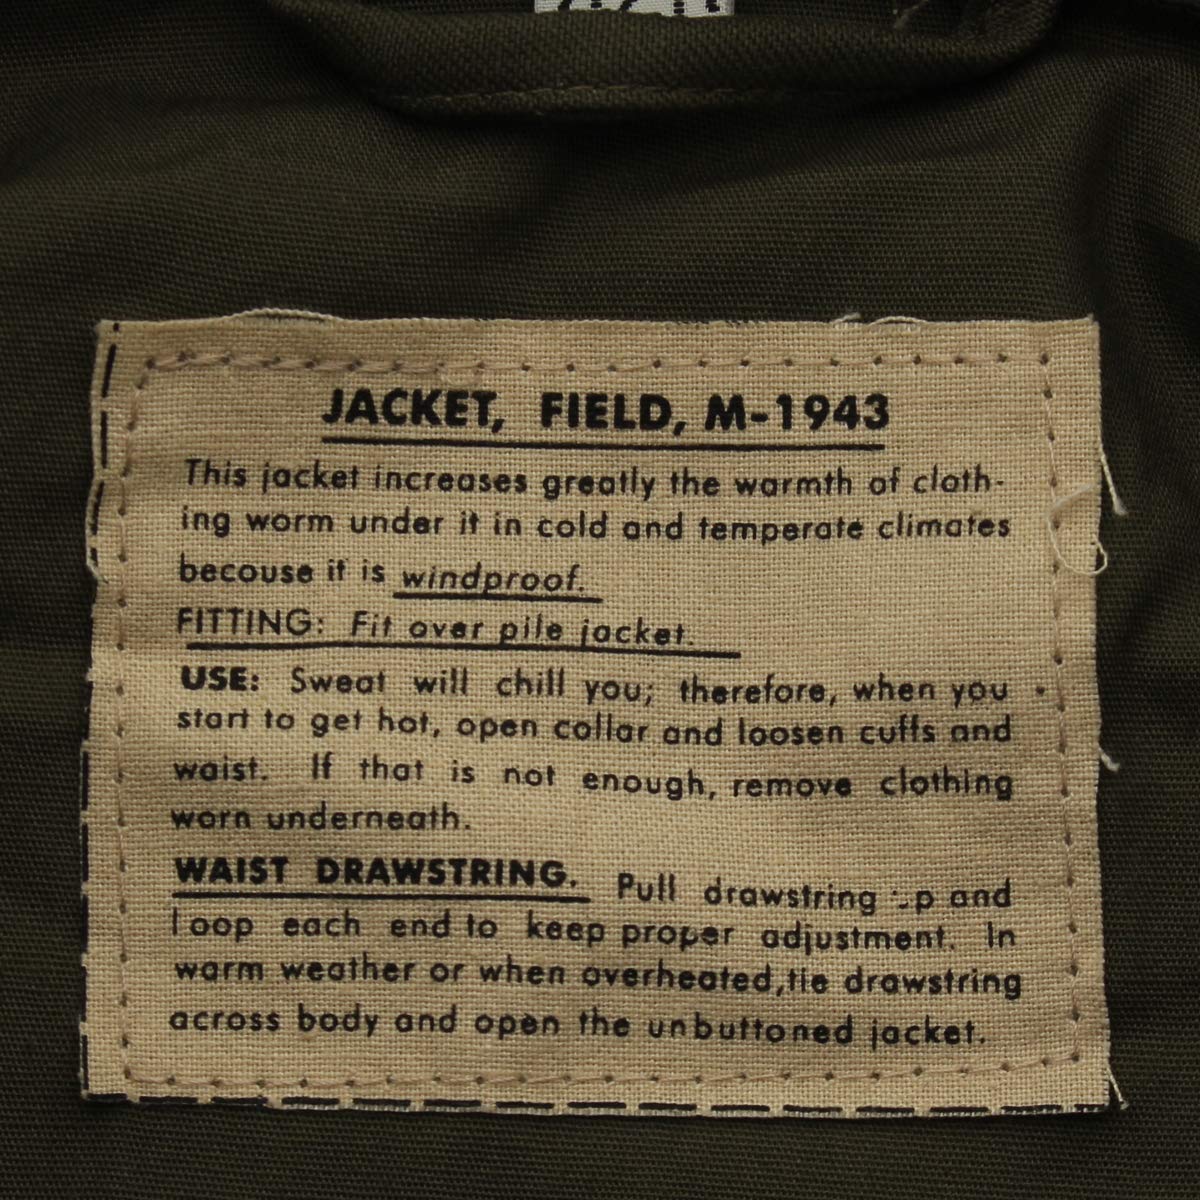 JACKET, FIELD, M-1943
This jacket increases greatly the warmth of cloth-
ing worm under it in cold and temperate climates
becouse it is windproof.
FITTING: Fit over pile jacket.
USE: Sweat will chill you; therefore, when you
start to get hot, open collar and loosen cuffs and
waist. If that is not enough, remove clothing
worn underneath.
WAIST DRAWSTRING. Pull drawstring and
loop each end to keep proper adjustment. In
warm weather or when overheated, tie drawstring
across body and open the unbuttoned jacket.